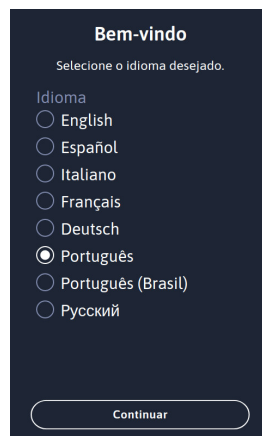 Bem-vindo
Selecione o idioma desejado.
Idioma
English
Español
Italiano
Français
Deutsch
Português
Português (Brasil)
Русский
Continuar